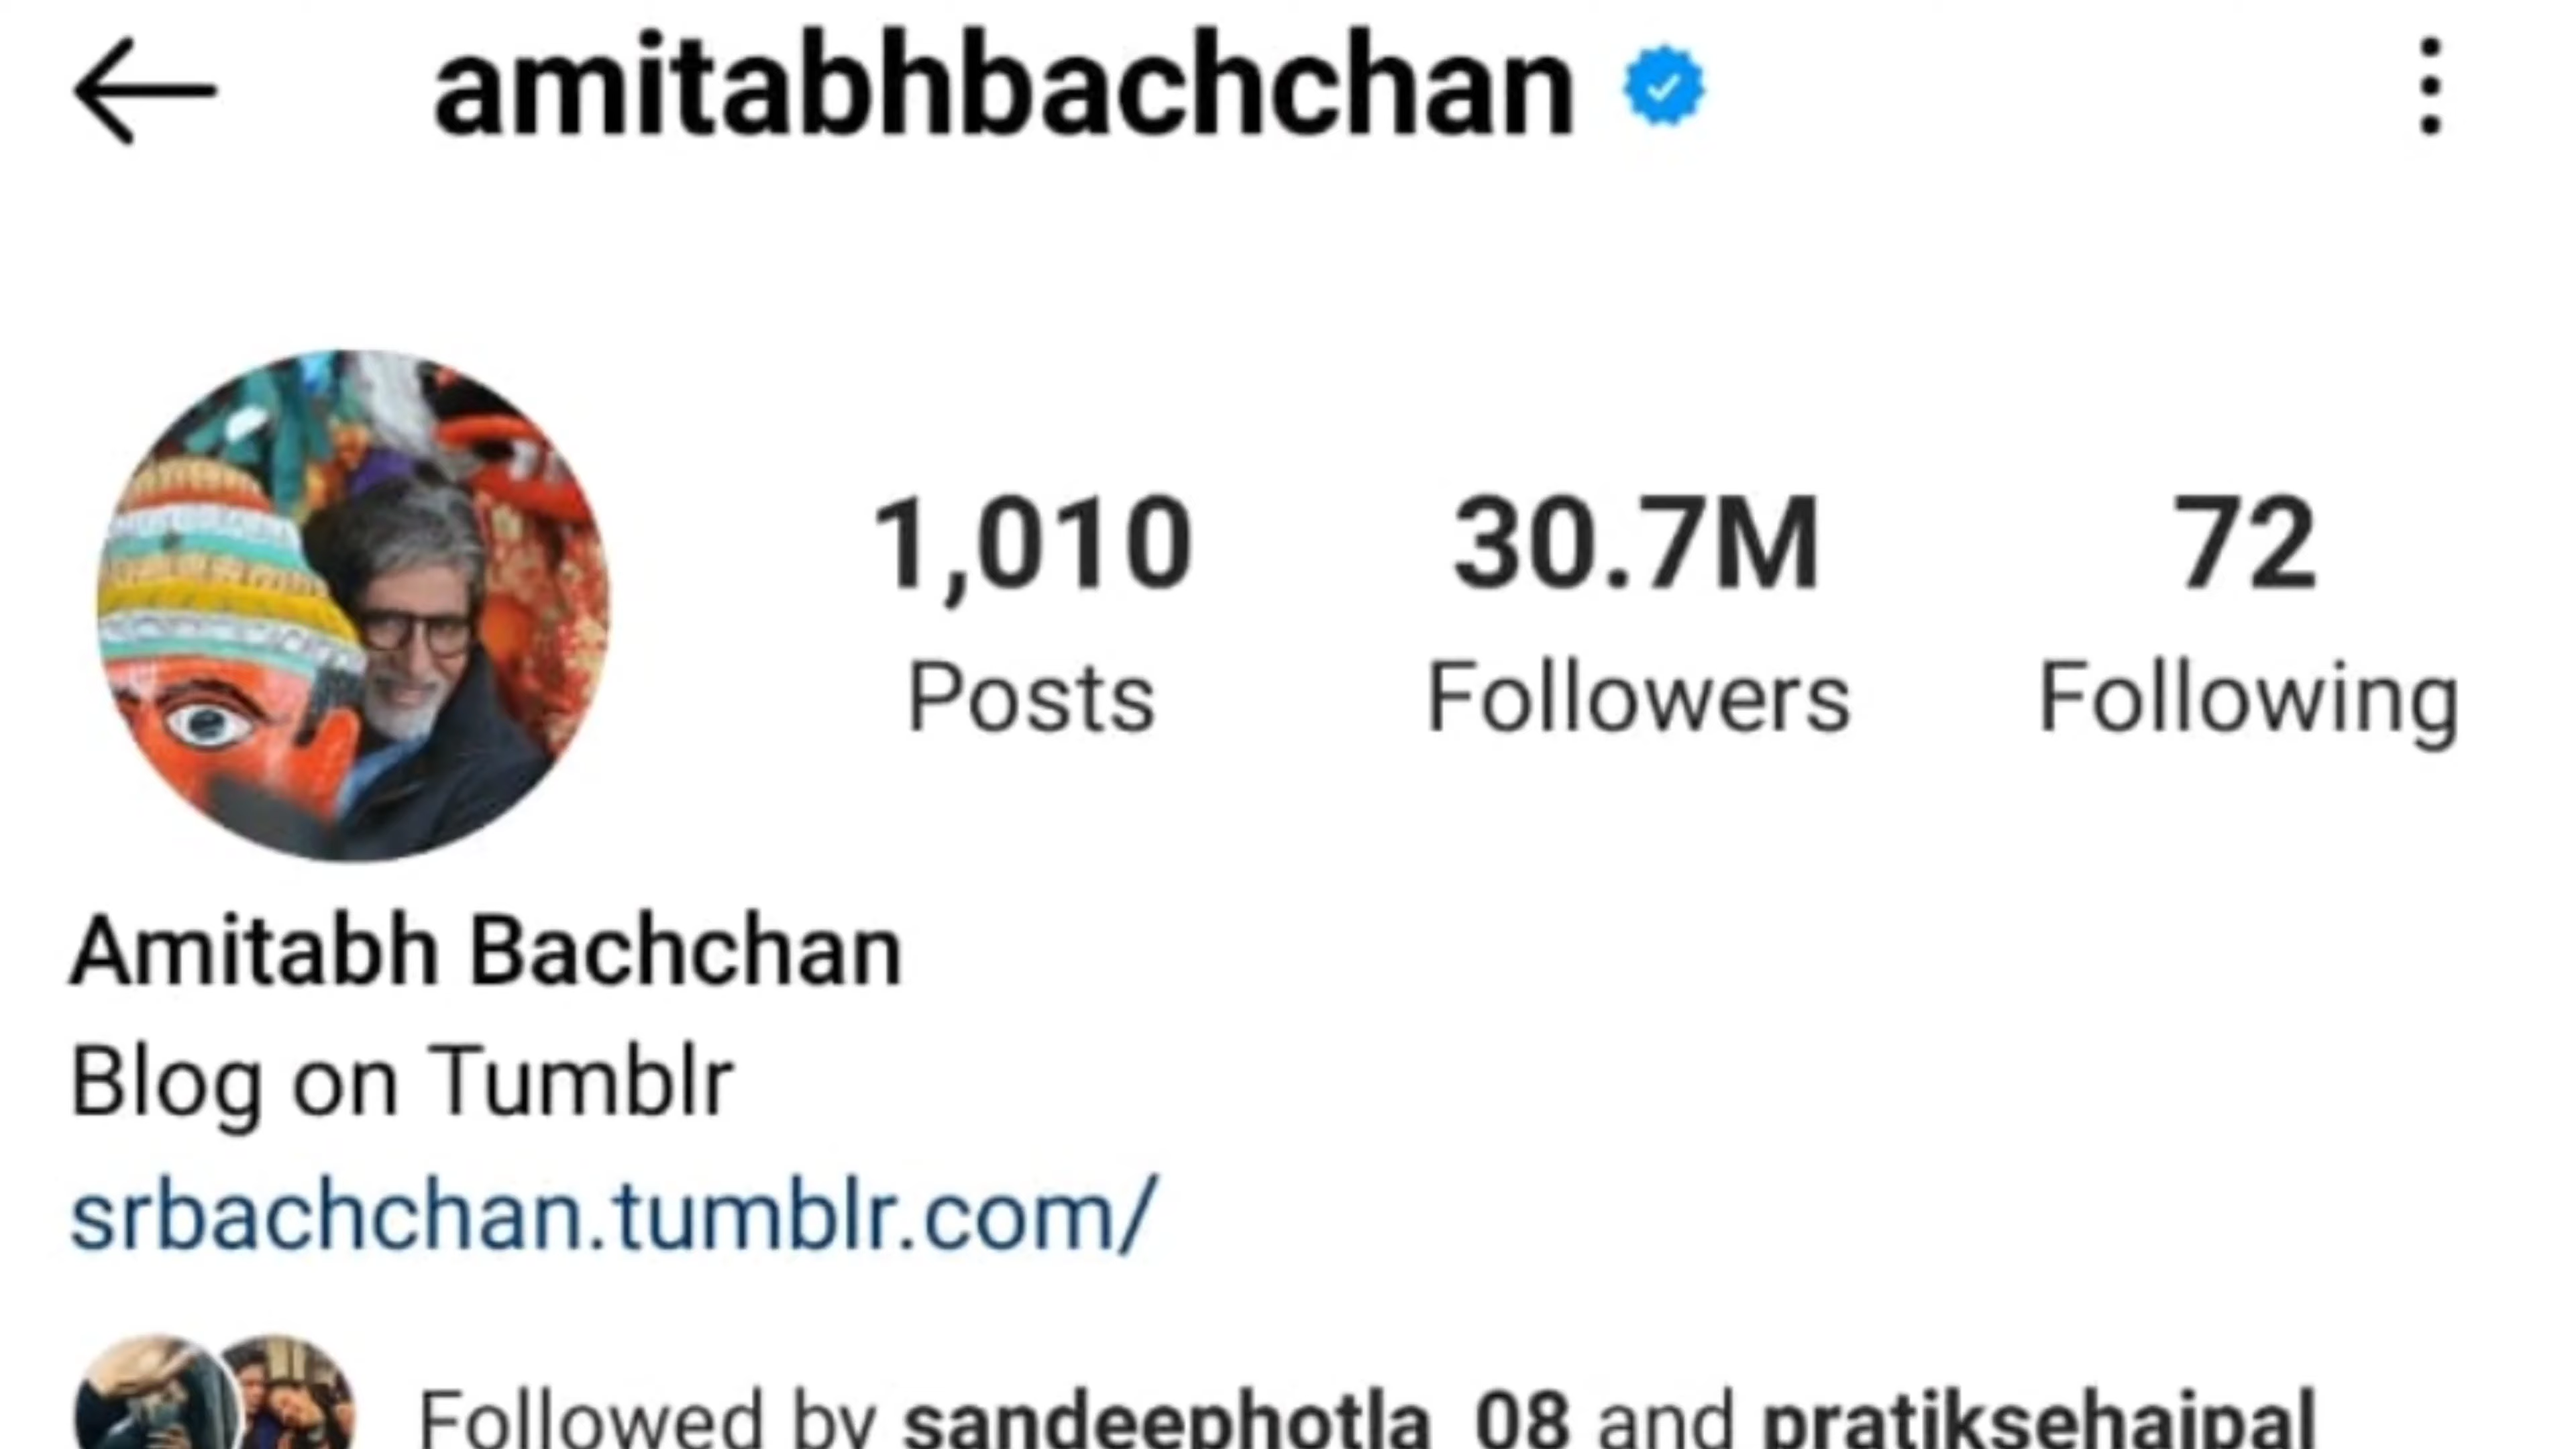 amitabhbachchan
1,010 30.7M 72
Posts Followers Following
Amitabh Bachchan
Blog on Tumblr
srbachchan.tumblr.com/
Followed by sandeephotla_08 and pratiksehajpal